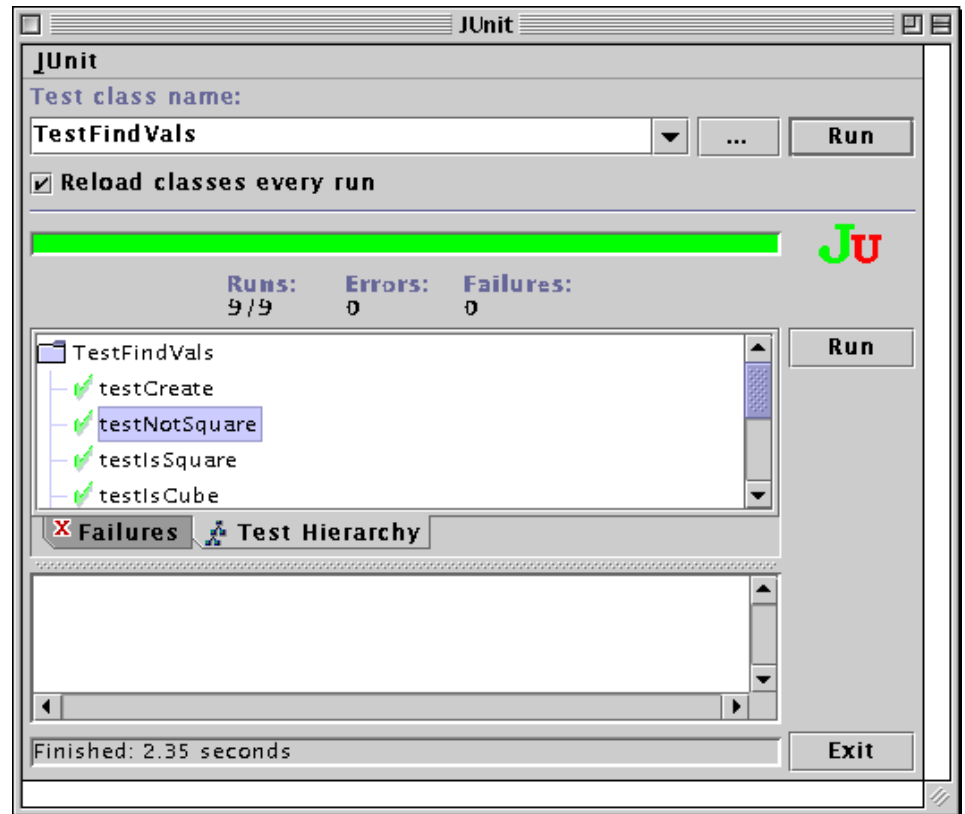 JUnit
JUnit
Test class name:
TestFindVals ... Run
Reload classes every run
JU
Runs: Errors: Failures:
9/9 0 0
TestFindVals Run
testCreate
testNotSquare
testIsSquare
testIsCube
X Failures Test Hierarchy
Finished: 2.35 seconds Exit